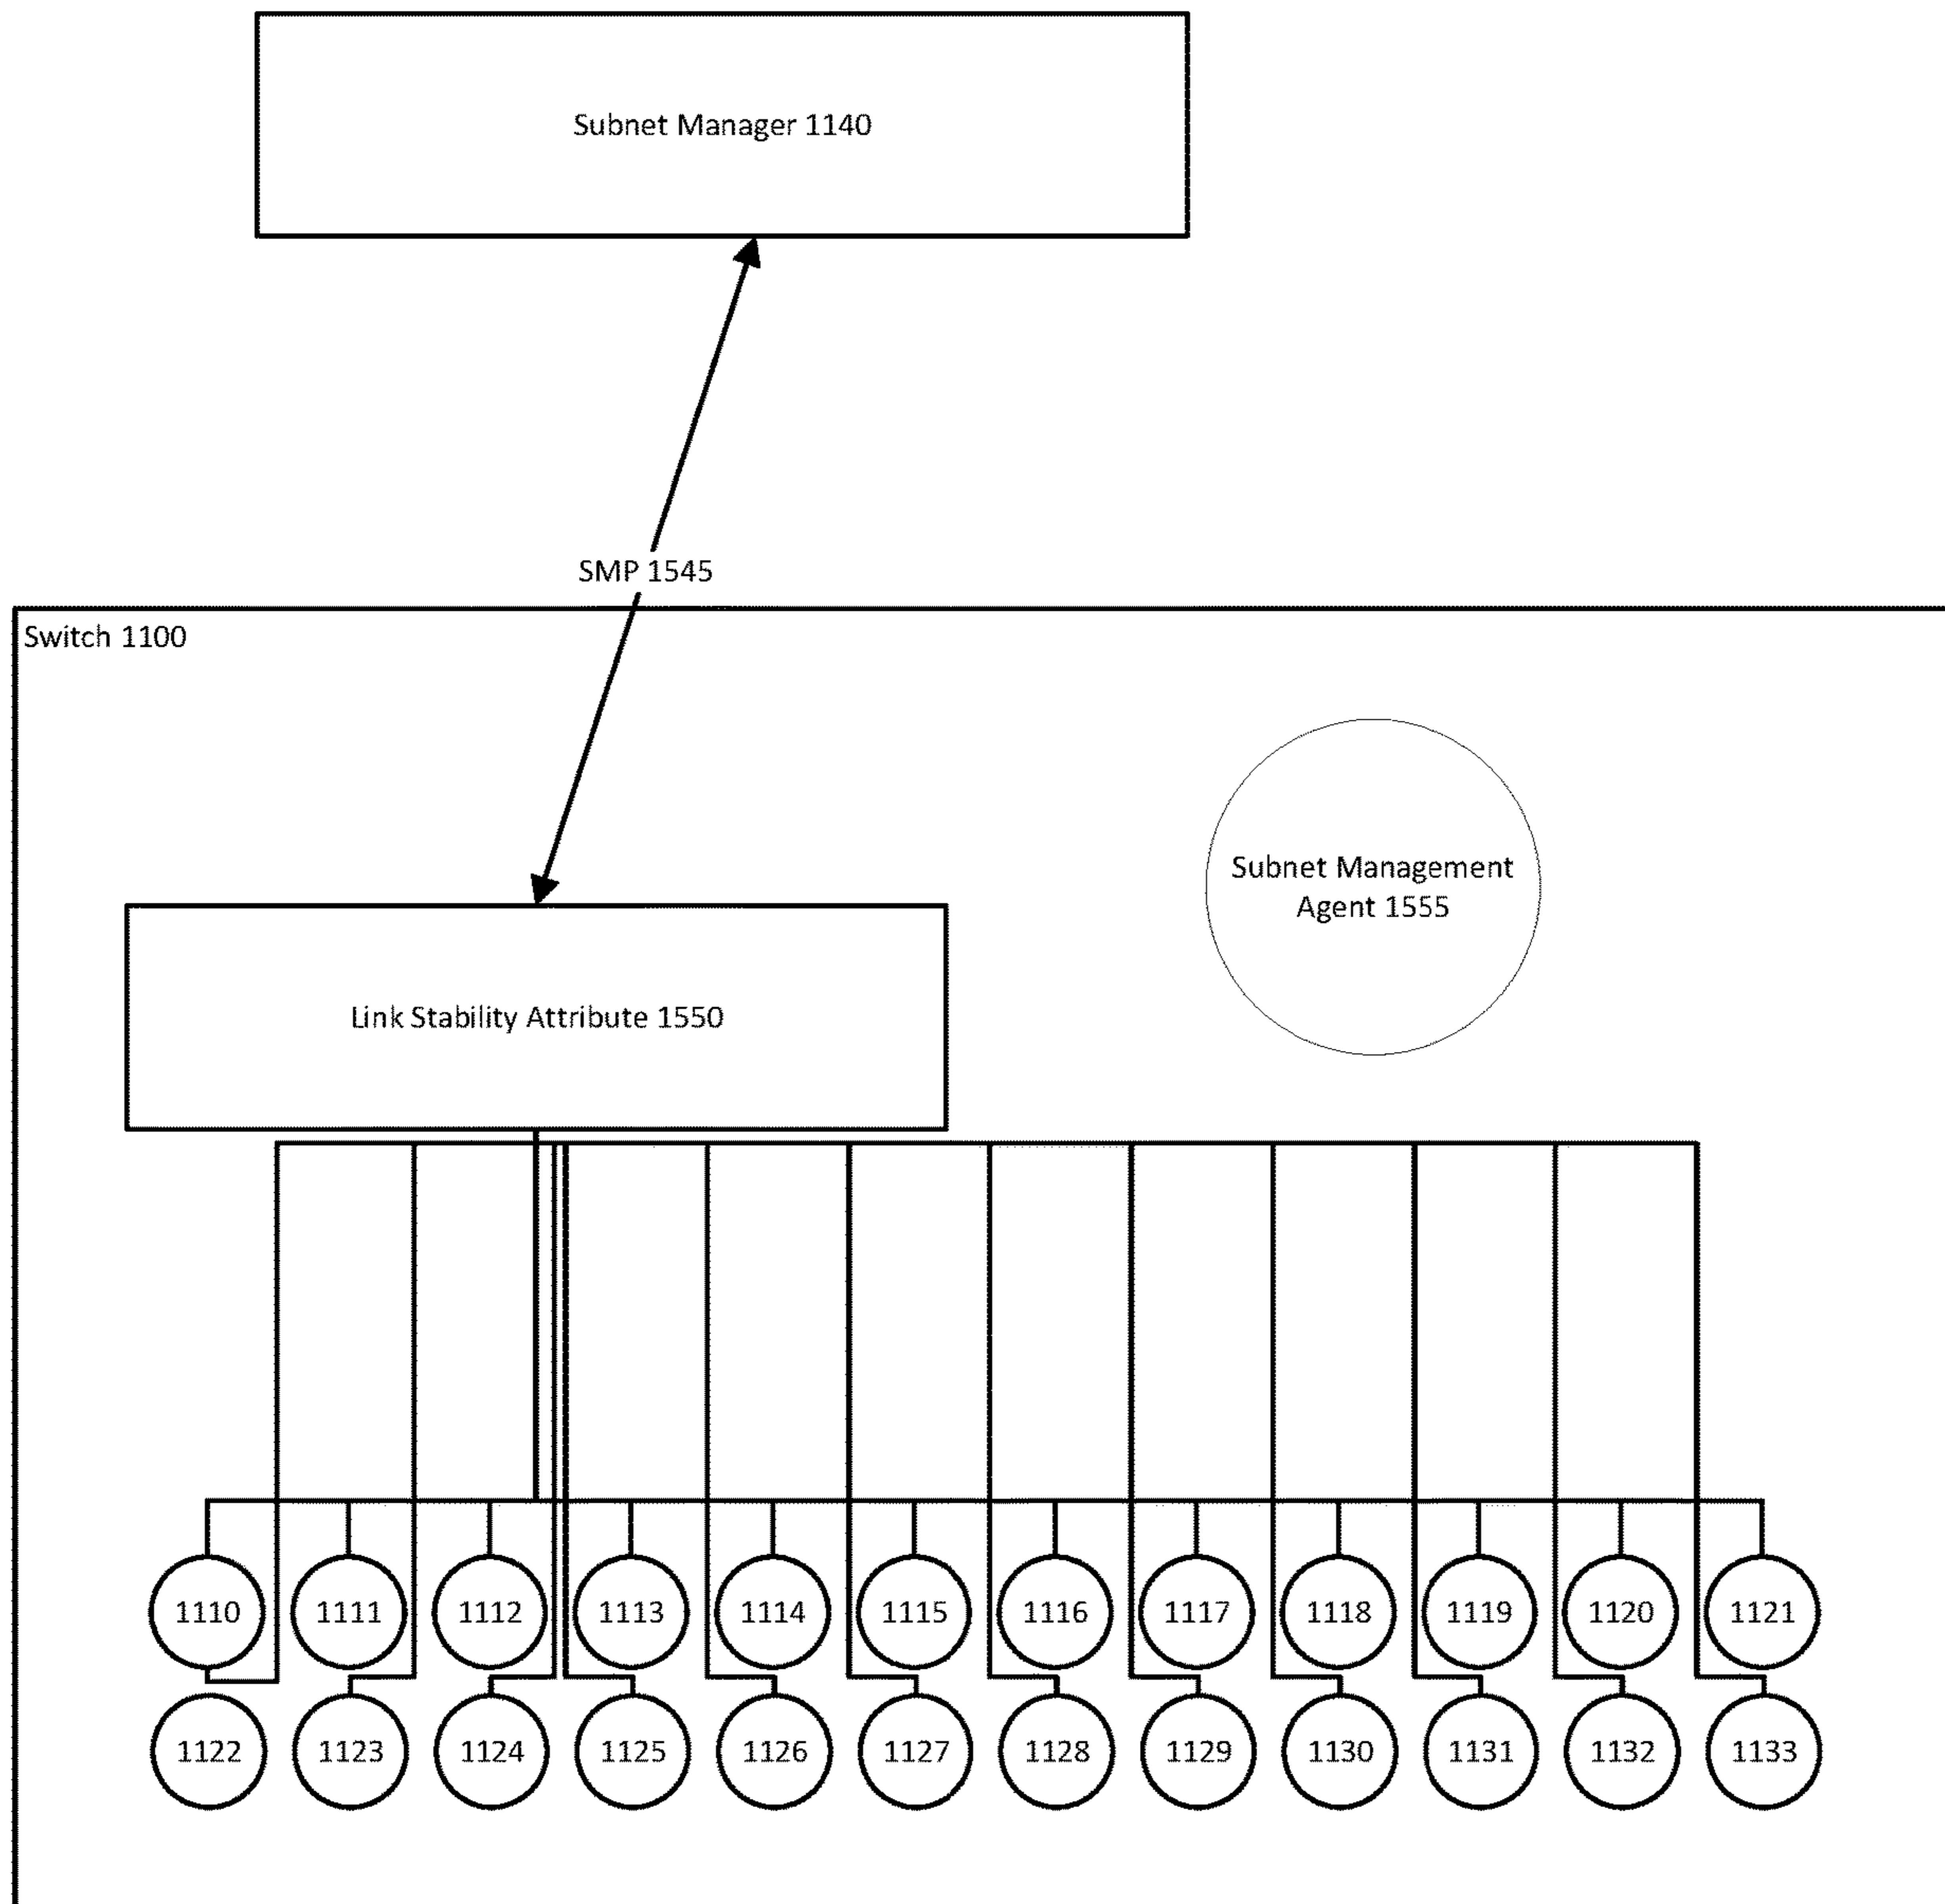 Subnet Manager 1140
SMP 1545
Switch 1100
Subnet Management
Agent 1555
Link Stability Attribute 1550
1110 1111 1112 1113 1114 1115 1116 1117 1118 1119 1120 1121
1122 1123 1124 1125 1126 1127 1128 1129 1130 1131 1132 1133